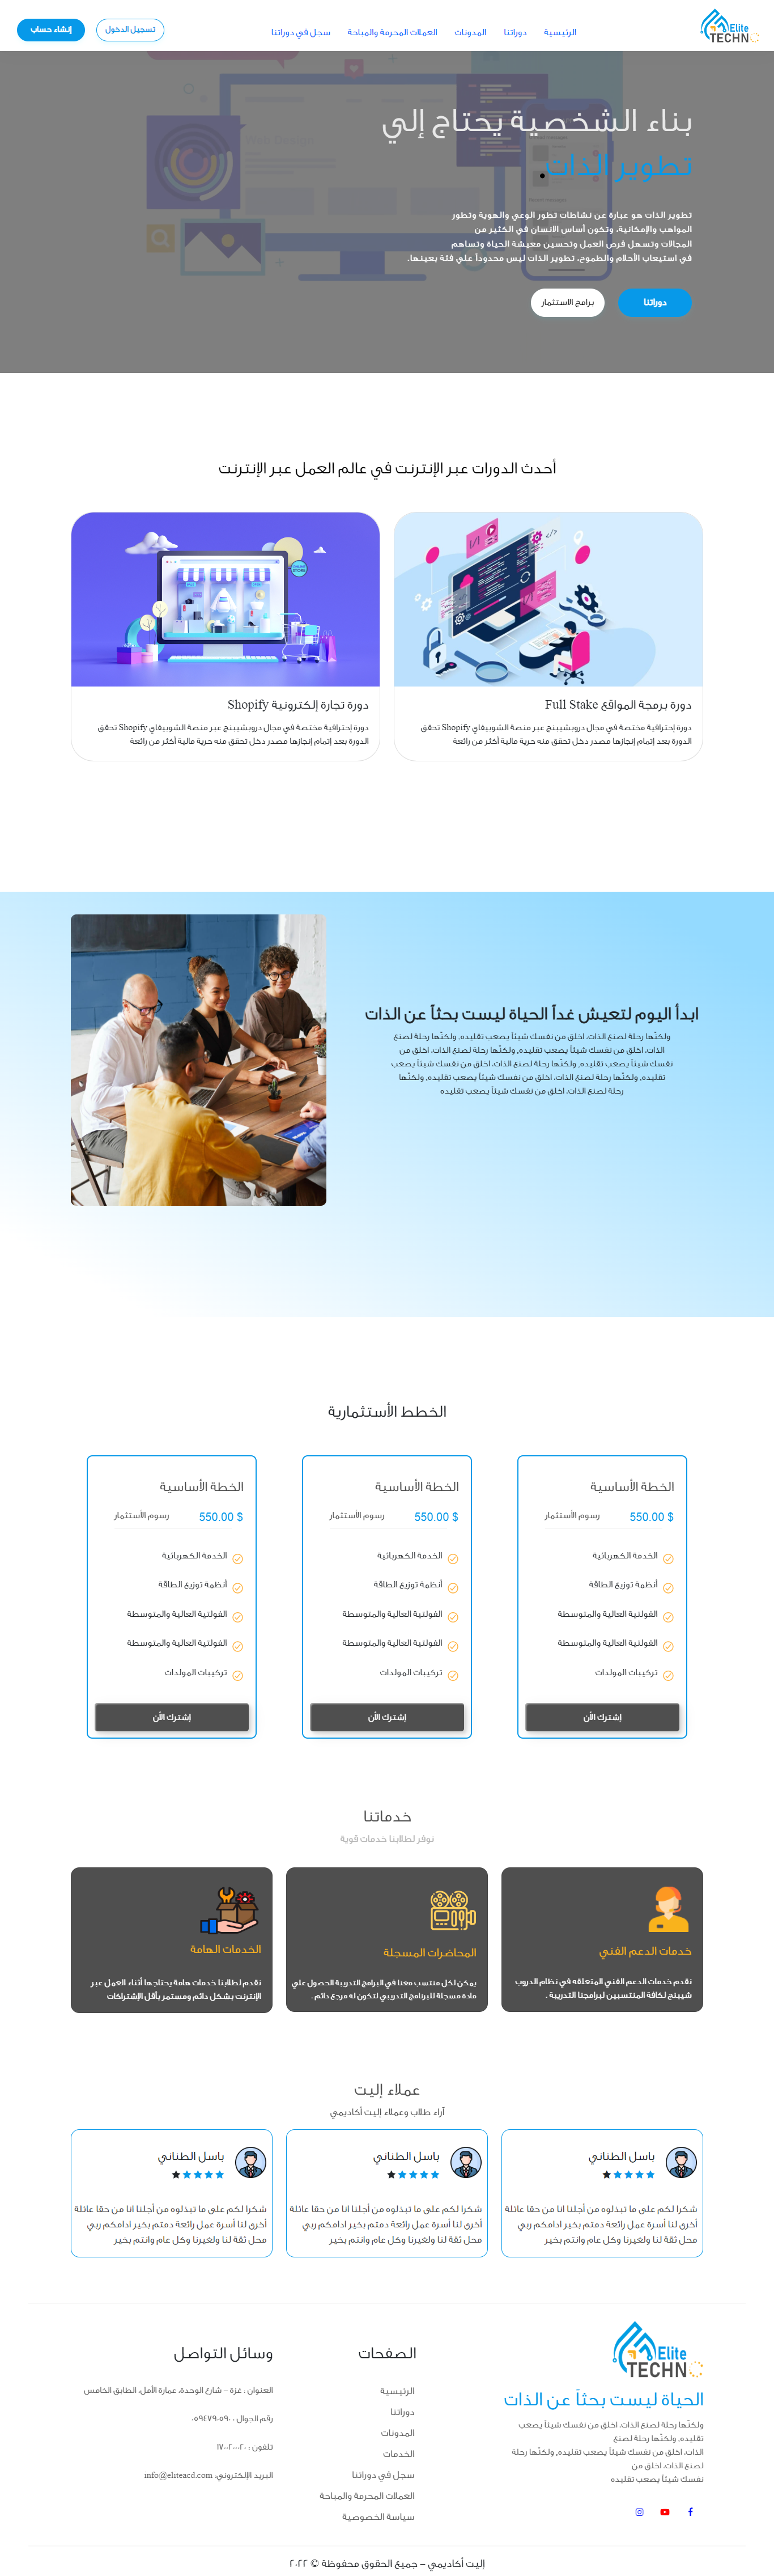 Elite
TECHN
الرئيسية
دوراتنا
المدونات
العملات المحرمة والمباحة
سجل في دوراتنا
تسجيل الدخول
إنشاء حساب
بناء الشخصية يحتاج إلي
تطوير الذات
تطوير الذات هو عبارة عن نشاطات تطور الوعي والهوية وتطور
المواهب والإمكانية، وتكون أساس الانسان في الكثير من
المجالات وتسهل فرص العمل وتحسين معيشة الحياة وتساهم
في استيعاب الأحلام والطموح، تطوير الذات ليس محدوداً علي فئة بعينها.
دوراتنا
برامج الاستثمار
أحدث الدورات عبر الإنترنت في عالم العمل عبر الإنترنت
دورة برمجة المواقع Full Stake
دورة إحترافية مختصة في مجال دروبشيبنج عبر منصة الشوبيفاي Shopify تحقق
الدورة بعد إتمام إنجازها مصدر دخل تحقق منه حرية مالية أكثر من رائعة
دورة تجارة إلكترونية Shopify
دورة إحترافية مختصة في مجال دروبشيبنج عبر منصة الشوبيفاي Shopify تحقق
الدورة بعد إتمام إنجازها مصدر دخل تحقق منه حرية مالية أكثر من رائعة
ابدأ اليوم لتعيش غداً الحياة ليست بحثاً عن الذات
ولكنّها رحلة لصنع الذات، اخلق من نفسك شيئاً يصعب تقليده, ولكنّها رحلة لصنع
الذات، اخلق من نفسك شيئاً يصعب تقليده, ولكنّها رحلة لصنع الذات، اخلق من
نفسك شيئاً يصعب تقليده, ولكنّها رحلة لصنع الذات، اخلق من نفسك شيئاً يصعب
تقليده, ولكنّها رحلة لصنع الذات، اخلق من نفسك شيئاً يصعب تقليده, ولكنّها
رحلة لصنع الذات، اخلق من نفسك شيئاً يصعب تقليده
الخطط الأستثمارية
الخطة الأساسية
550.00 $
رسوم الأستثمار
الخدمة الكهربائية
أنظمة توزيع الطاقة
الفولتية العالية والمتوسطة
الفولتية العالية والمتوسطة
تركيبات المولدات
إشترك الأن
الخطة الأساسية
550.00 $
رسوم الأستثمار
الخدمة الكهربائية
أنظمة توزيع الطاقة
الفولتية العالية والمتوسطة
الفولتية العالية والمتوسطة
تركيبات المولدات
إشترك الأن
الخطة الأساسية
550.00 $
رسوم الأستثمار
الخدمة الكهربائية
أنظمة توزيع الطاقة
الفولتية العالية والمتوسطة
الفولتية العالية والمتوسطة
تركيبات المولدات
إشترك الأن
خدماتنا
نوفر لطلابنا خدمات قوية
خدمات الدعم الفني
نقدم خدمات الدعم الفني المتعلقه في نظام الدروب
شيبنج لكافة المنتسبين لبرامجنا التدريبة .
المحاضرات المسجلة
يمكن لكل منتسب معنا في البرامج التدريبة الحصول علي
مادة مسجلة للبرنامج التدريبي لتكون له مرجع دائم .
الخدمات الهامة
نقدم لطلابنا خدمات هامة يحتاجها أثناء العمل عبر
الإنترنت بشكل دائم ومستمر بأقل الإشتراكات
عملاء إليت
آراء طلاب وعملاء إليت أكاديمي
باسل الطناني
شكرا لكم على ما تبذلوه من أجلنا انا من حقا عائلة
أخرى لنا أسرة عمل رائعة دمتم بخير ادامكم ربي
محل ثقة لنا ولغيرنا وكل عام وانتم بخير
باسل الطناني
شكرا لكم على ما تبذلوه من أجلنا انا من حقا عائلة
أخرى لنا أسرة عمل رائعة دمتم بخير ادامكم ربي
محل ثقة لنا ولغيرنا وكل عام وانتم بخير
باسل الطناني
شكرا لكم على ما تبذلوه من أجلنا انا من حقا عائلة
أخرى لنا أسرة عمل رائعة دمتم بخير ادامكم ربي
محل ثقة لنا ولغيرنا وكل عام وانتم بخير
Elite
TECHN
الحياة ليست بحثاً عن الذات
ولكنّها رحلة لصنع الذات، اخلق من نفسك شيئاً يصعب
تقليده, ولكنّها رحلة لصنع
الذات، اخلق من نفسك شيئاً يصعب تقليده, ولكنّها رحلة
لصنع الذات، اخلق من
نفسك شيئاً يصعب تقليده
الصفحات
الرئيسية
دوراتنا
المدونات
الخدمات
سجل في دوراتنا
العملات المحرمة والمباحة
سياسة الخصوصية
وسائل التواصل
العنوان : غزة - شارع الوحدة، عمارة الأمل، الطابق الخامس
رقم الجوال : ٠٥٩٤٧٩٠٥٩٠
تلفون : ١٧٠٠٢٠٠٠٢٠
البريد الإلكتروني: info@eliteacd.com
إليت أكاديمي - جميع الحقوق محفوظة © ٢٠٢٢